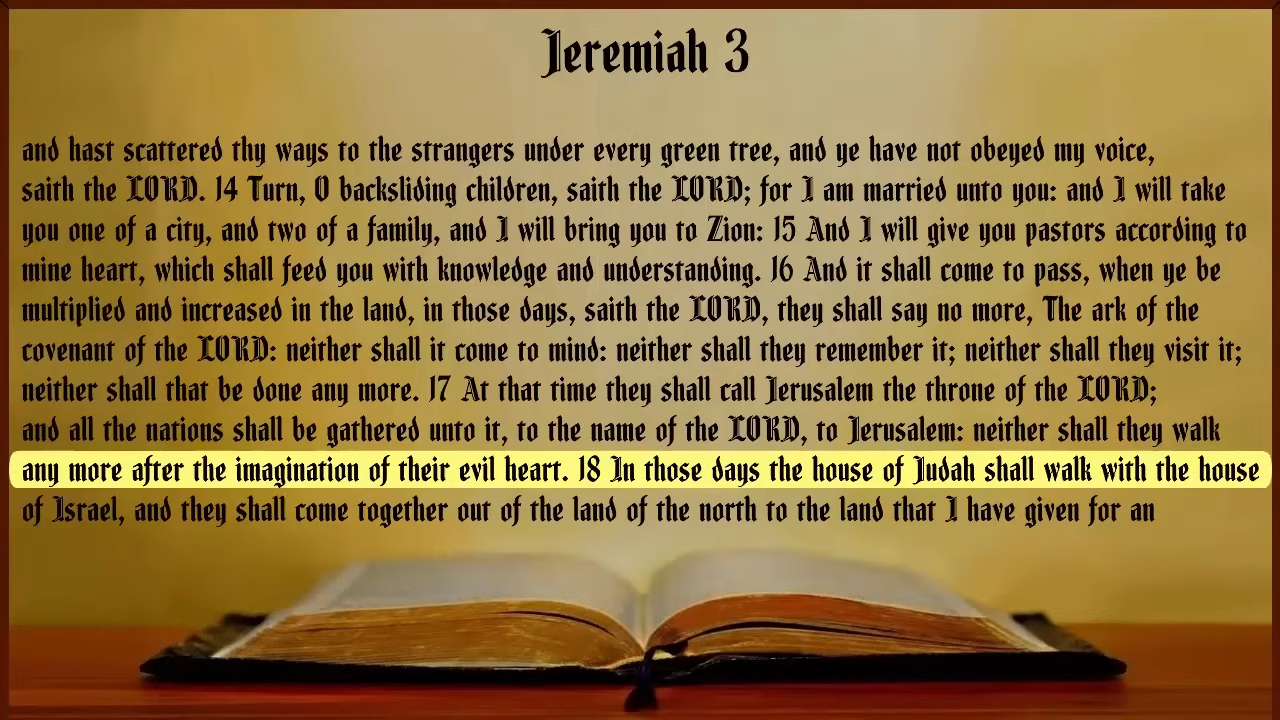 Jeremiah 3
and hast scattered thy ways to the strangers under every green tree, and ye have not obeyed my voice,
saith the LORD. 14 Turn, O backsliding children, saith the LORD; for I am married unto you: and I will take
you one of a city, and two of a family, and I will bring you to Zion: 15 And I will give you pastors according to
mine heart, which shall feed you with knowledge and understanding. 16 And it shall come to pass, when ye be
multiplied and increased in the land, in those days, saith the LORD, they shall say no more, The ark of the
covenant of the LORD: neither shall it come to mind: neither shall they remember it; neither shall they visit it;
neither shall that be done any more. 17 At that time they shall call Jerusalem the throne of the LORD;
and all the nations shall be gathered unto it, to the name of the LORD, to Jerusalem: neither shall they walk
any more after the imagination of their evil heart. 18 In those days the house of Judah shall walk with the house
of Israel, and they shall come together out of the land of the north to the land that I have given for an